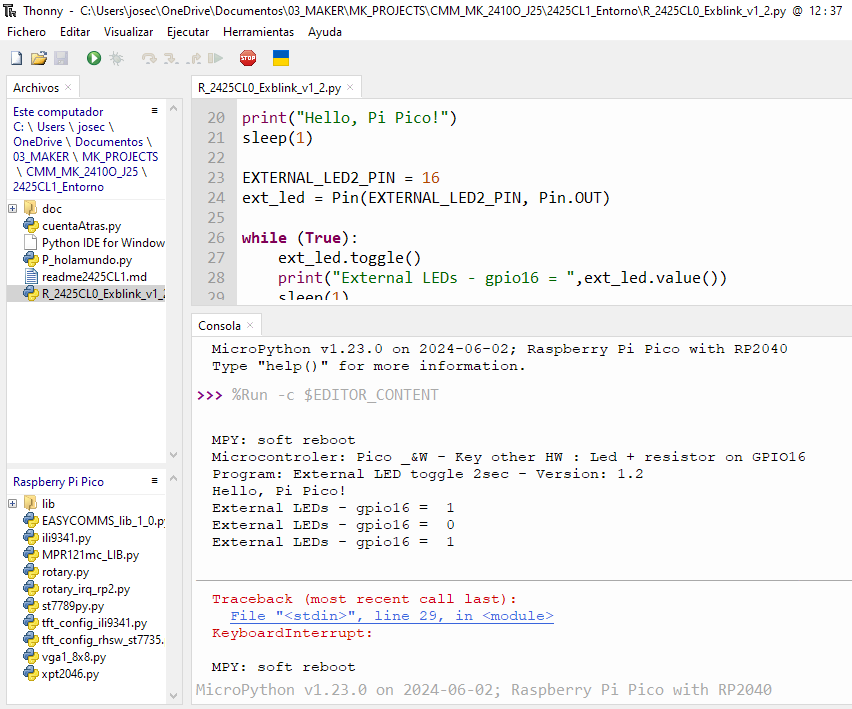 Thonny - C:\Users\josec\OneDrive\Documentos\03_MAKER\MK_PROJECTS\CMM_MK_2410O_J25\2425CL1_Entorno\R_2425CL0_Exblink_v1_2.py @ 12 : 37
Fichero Editar Visualizar Ejecutar Herramientas Ayuda
STOP
Archivos
Este computador
C: \ Users \ josec \
OneDrive \ Documentos \
03_MAKER \ MK_PROJECTS
\ CMM_MK_2410O_J25 \
2425CL1_Entorno
doc
cuentaAtras.py
Python IDE for Window
P_holamundo.py
readme2425CL1.md
R_2425CL0_Exblink_v1_2
Raspberry Pi Pico
lib
EASYCOMMS_lib_1_0.py
ili9341.py
MPR121mc_LIB.py
rotary.py
rotary_irq_rp2.py
st7789py.py
tft_config_ili9341.py
tft_config_rhsw_st7735.
vga1_8x8.py
xpt2046.py
R_2425CL0_Exblink_v1_2.py
20 print("Hello, Pi Pico!")
21 sleep(1)
22
23 EXTERNAL_LED2_PIN = 16
24 ext_led = Pin(EXTERNAL_LED2_PIN, Pin.OUT)
25
26 while (True):
27     ext_led.toggle()
28     print("External LEDs - gpio16 = ",ext_led.value())
29     sleep(1)
Consola
MicroPython v1.23.0 on 2024-06-02; Raspberry Pi Pico with RP2040
Type "help()" for more information.
>>> %Run -c $EDITOR_CONTENT
MPY: soft reboot
Microcontroler: Pico _&W - Key other HW : Led + resistor on GPIO16
Program: External LED toggle 2sec - Version: 1.2
Hello, Pi Pico!
External LEDs - gpio16 =  1
External LEDs - gpio16 =  0
External LEDs - gpio16 =  1
Traceback (most recent call last):
  File "<stdin>", line 29, in <module>
KeyboardInterrupt:
MPY: soft reboot
MicroPython v1.23.0 on 2024-06-02; Raspberry Pi Pico with RP2040